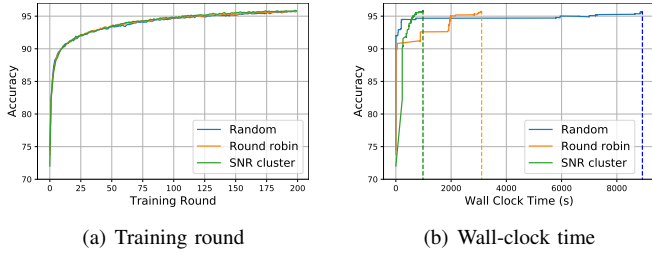 95
90
85
80
75
70
Accuracy
Random
Round robin
SNR cluster
0 25 50 75 100 125 150 175 200
Training Round
(a) Training round
95
90
85
80
75
70
Accuracy
Random
Round robin
SNR cluster
0 2000 4000 6000 8000
Wall Clock Time (s)
(b) Wall-clock time